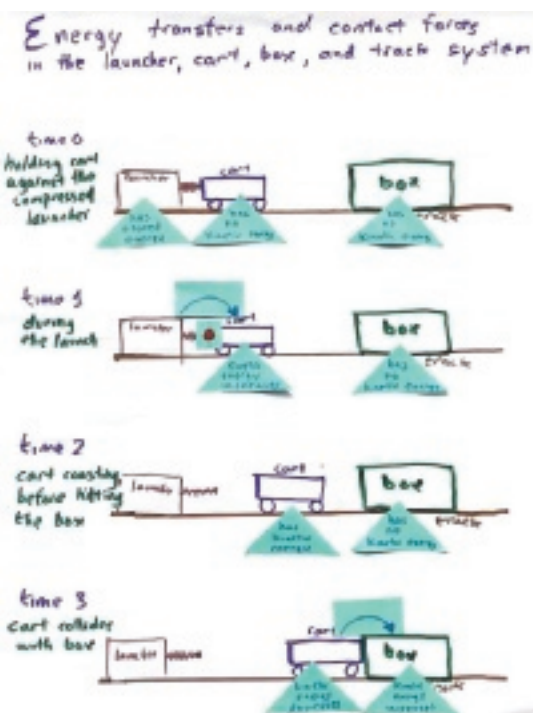 Energy transfers and contact forces
in the launcher, cart, box, and track system
time 0
holding cart
against the
compressed
launcher
launcher
cart
box
track
has
stored
energy
has
no
kinetic energy
has
no
kinetic energy
time 1
during
the launch
launcher
cart
box
track
kinetic
energy
increases
has
no
kinetic energy
time 2
cart coasting
before hitting
the box
launcher
cart
box
track
has
kinetic
energy
has
no
kinetic energy
time 3
cart collides
with box
launcher
cart
box
track
kinetic
energy
decreases
kinetic
energy
increases